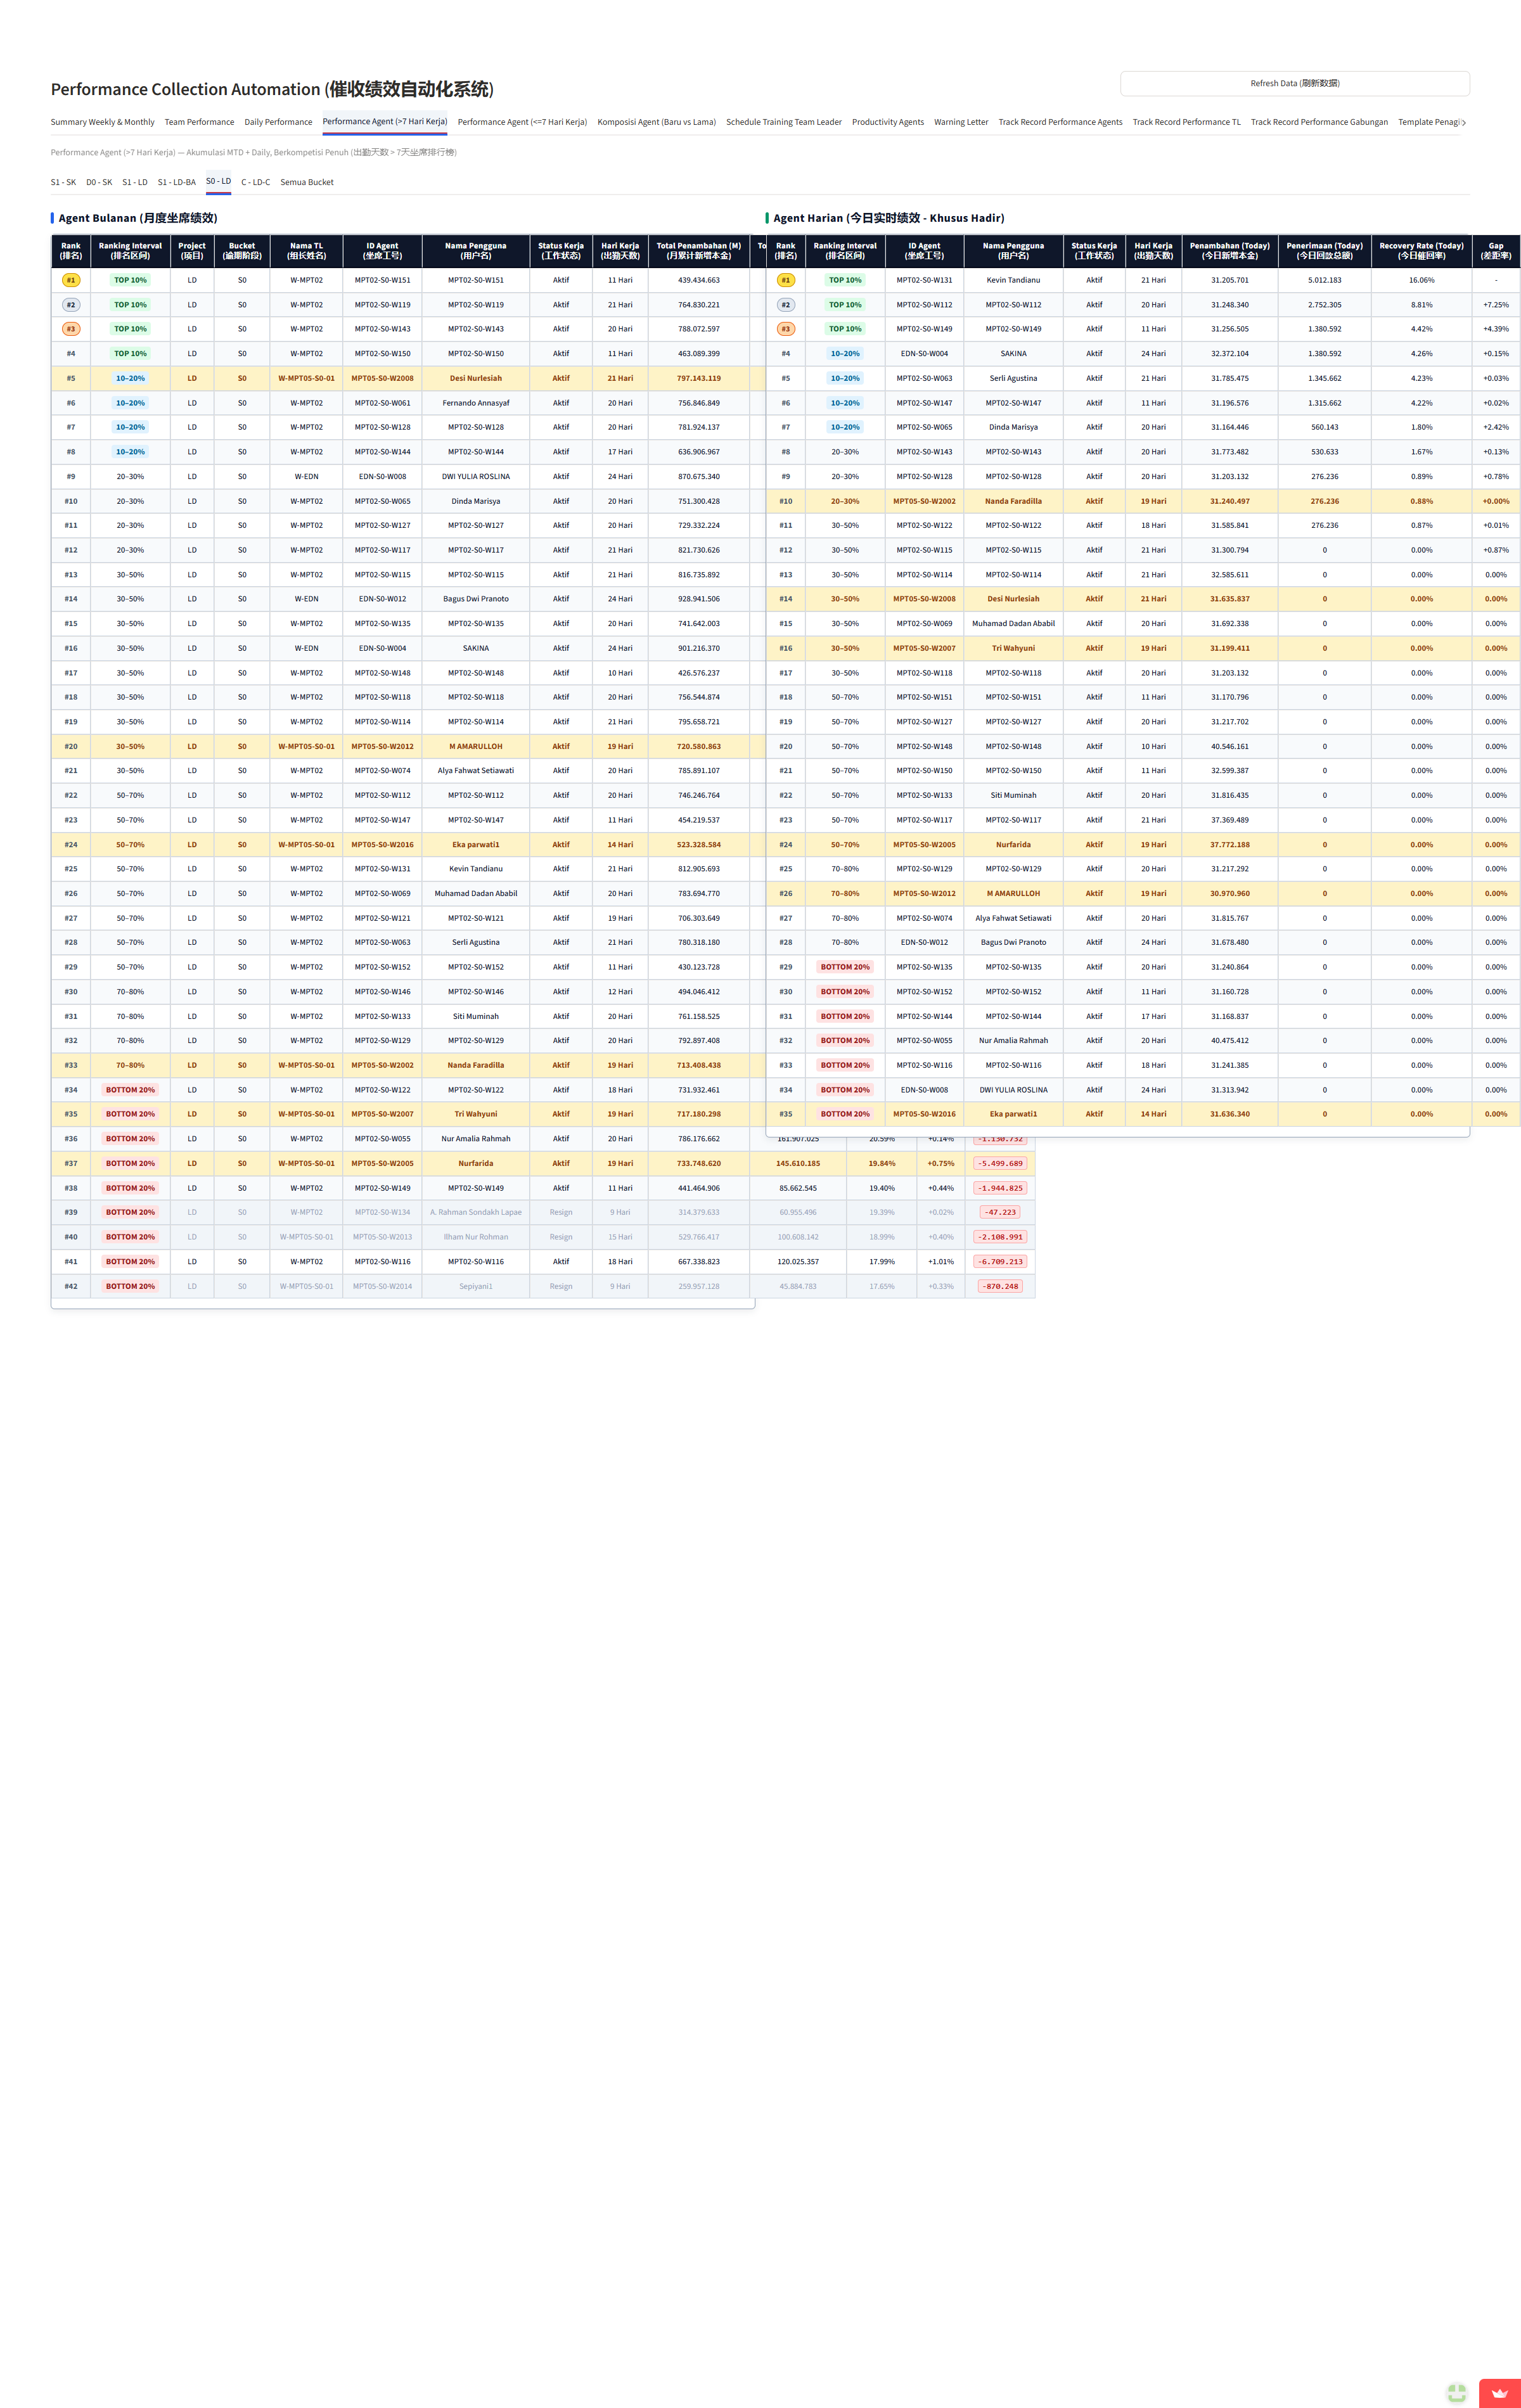 Performance Collection Automation (催收绩效自动化系统)
Refresh Data (刷新数据)
Summary Weekly & Monthly Team Performance Daily Performance Performance Agent (>7 Hari Kerja) Performance Agent (<=7 Hari Kerja) Komposisi Agent (Baru vs Lama) Schedule Training Team Leader Productivity Agents Warning Letter Track Record Performance Agents Track Record Performance TL Track Record Performance Gabungan Template Penagi
Performance Agent (>7 Hari Kerja) — Akumulasi MTD + Daily, Berkompetisi Penuh (出勤天数 > 7天坐席排行榜)
S1 - SK D0 - SK S1 - LD S1 - LD-BA S0 - LD C - LD-C Semua Bucket
Agent Bulanan (月度坐席绩效)
Rank Ranking Interval Project Bucket Nama TL ID Agent Nama Pengguna Status Kerja Hari Kerja Total Penambahan (M) To
(排名) (排名区间) (项目) (逾期阶段) (组长姓名) (坐席工号) (用户名) (工作状态) (出勤天数) (月累计新增本金)
#1 TOP 10% LD S0 W-MPT02 MPT02-S0-W151 MPT02-S0-W151 Aktif 11 Hari 439.434.663
#2 TOP 10% LD S0 W-MPT02 MPT02-S0-W119 MPT02-S0-W119 Aktif 21 Hari 764.830.221
#3 TOP 10% LD S0 W-MPT02 MPT02-S0-W143 MPT02-S0-W143 Aktif 20 Hari 788.072.597
#4 TOP 10% LD S0 W-MPT02 MPT02-S0-W150 MPT02-S0-W150 Aktif 11 Hari 463.089.399
#5 10–20% LD S0 W-MPT05-S0-01 MPT05-S0-W2008 Desi Nurlesiah Aktif 21 Hari 797.143.119
#6 10–20% LD S0 W-MPT02 MPT02-S0-W061 Fernando Annasyaf Aktif 20 Hari 756.846.849
#7 10–20% LD S0 W-MPT02 MPT02-S0-W128 MPT02-S0-W128 Aktif 20 Hari 781.924.137
#8 10–20% LD S0 W-MPT02 MPT02-S0-W144 MPT02-S0-W144 Aktif 17 Hari 636.906.967
#9 20–30% LD S0 W-EDN EDN-S0-W008 DWI YULIA ROSLINA Aktif 24 Hari 870.675.340
#10 20–30% LD S0 W-MPT02 MPT02-S0-W065 Dinda Marisya Aktif 20 Hari 751.300.428
#11 20–30% LD S0 W-MPT02 MPT02-S0-W127 MPT02-S0-W127 Aktif 20 Hari 729.332.224
#12 20–30% LD S0 W-MPT02 MPT02-S0-W117 MPT02-S0-W117 Aktif 21 Hari 821.730.626
#13 30–50% LD S0 W-MPT02 MPT02-S0-W115 MPT02-S0-W115 Aktif 21 Hari 816.735.892
#14 30–50% LD S0 W-EDN EDN-S0-W012 Bagus Dwi Pranoto Aktif 24 Hari 928.941.506
#15 30–50% LD S0 W-MPT02 MPT02-S0-W135 MPT02-S0-W135 Aktif 20 Hari 741.642.003
#16 30–50% LD S0 W-EDN EDN-S0-W004 SAKINA Aktif 24 Hari 901.216.370
#17 30–50% LD S0 W-MPT02 MPT02-S0-W148 MPT02-S0-W148 Aktif 10 Hari 426.576.237
#18 30–50% LD S0 W-MPT02 MPT02-S0-W118 MPT02-S0-W118 Aktif 20 Hari 756.544.874
#19 30–50% LD S0 W-MPT02 MPT02-S0-W114 MPT02-S0-W114 Aktif 21 Hari 795.658.721
#20 30–50% LD S0 W-MPT05-S0-01 MPT05-S0-W2012 M AMARULLOH Aktif 19 Hari 720.580.863
#21 30–50% LD S0 W-MPT02 MPT02-S0-W074 Alya Fahwat Setiawati Aktif 20 Hari 785.891.107
#22 50–70% LD S0 W-MPT02 MPT02-S0-W112 MPT02-S0-W112 Aktif 20 Hari 746.246.764
#23 50–70% LD S0 W-MPT02 MPT02-S0-W147 MPT02-S0-W147 Aktif 11 Hari 454.219.537
#24 50–70% LD S0 W-MPT05-S0-01 MPT05-S0-W2016 Eka parwati1 Aktif 14 Hari 523.328.584
#25 50–70% LD S0 W-MPT02 MPT02-S0-W131 Kevin Tandianu Aktif 21 Hari 812.905.693
#26 50–70% LD S0 W-MPT02 MPT02-S0-W069 Muhamad Dadan Ababil Aktif 20 Hari 783.694.770
#27 50–70% LD S0 W-MPT02 MPT02-S0-W121 MPT02-S0-W121 Aktif 19 Hari 706.303.649
#28 50–70% LD S0 W-MPT02 MPT02-S0-W063 Serli Agustina Aktif 21 Hari 780.318.180
#29 50–70% LD S0 W-MPT02 MPT02-S0-W152 MPT02-S0-W152 Aktif 11 Hari 430.123.728
#30 70–80% LD S0 W-MPT02 MPT02-S0-W146 MPT02-S0-W146 Aktif 12 Hari 494.046.412
#31 70–80% LD S0 W-MPT02 MPT02-S0-W133 Siti Muminah Aktif 20 Hari 761.158.525
#32 70–80% LD S0 W-MPT02 MPT02-S0-W129 MPT02-S0-W129 Aktif 20 Hari 792.897.408
#33 70–80% LD S0 W-MPT05-S0-01 MPT05-S0-W2002 Nanda Faradilla Aktif 19 Hari 713.408.438
#34 BOTTOM 20% LD S0 W-MPT02 MPT02-S0-W122 MPT02-S0-W122 Aktif 18 Hari 731.932.461
#35 BOTTOM 20% LD S0 W-MPT05-S0-01 MPT05-S0-W2007 Tri Wahyuni Aktif 19 Hari 717.180.298
#36 BOTTOM 20% LD S0 W-MPT02 MPT02-S0-W055 Nur Amalia Rahmah Aktif 20 Hari 786.176.662 161.907.025 20.59% +0.14% -1.130.732
#37 BOTTOM 20% LD S0 W-MPT05-S0-01 MPT05-S0-W2005 Nurfarida Aktif 19 Hari 733.748.620 145.610.185 19.84% +0.75% -5.499.689
#38 BOTTOM 20% LD S0 W-MPT02 MPT02-S0-W149 MPT02-S0-W149 Aktif 11 Hari 441.464.906 85.662.545 19.40% +0.44% -1.944.825
#39 BOTTOM 20% LD S0 W-MPT02 MPT02-S0-W134 A. Rahman Sondakh Lapae Resign 9 Hari 314.379.633 60.955.496 19.39% +0.02% -47.223
#40 BOTTOM 20% LD S0 W-MPT05-S0-01 MPT05-S0-W2013 Ilham Nur Rohman Resign 15 Hari 529.766.417 100.608.142 18.99% +0.40% -2.108.991
#41 BOTTOM 20% LD S0 W-MPT02 MPT02-S0-W116 MPT02-S0-W116 Aktif 18 Hari 667.338.823 120.025.357 17.99% +1.01% -6.709.213
#42 BOTTOM 20% LD S0 W-MPT05-S0-01 MPT05-S0-W2014 Sepiyani1 Resign 9 Hari 259.957.128 45.884.783 17.65% +0.33% -870.248
Agent Harian (今日实时绩效 - Khusus Hadir)
Rank Ranking Interval ID Agent Nama Pengguna Status Kerja Hari Kerja Penambahan (Today) Penerimaan (Today) Recovery Rate (Today) Gap
(排名) (排名区间) (坐席工号) (用户名) (工作状态) (出勤天数) (今日新增本金) (今日回款总额) (今日催回率) (差距率)
#1 TOP 10% MPT02-S0-W131 Kevin Tandianu Aktif 21 Hari 31.205.701 5.012.183 16.06% -
#2 TOP 10% MPT02-S0-W112 MPT02-S0-W112 Aktif 20 Hari 31.248.340 2.752.305 8.81% +7.25%
#3 TOP 10% MPT02-S0-W149 MPT02-S0-W149 Aktif 11 Hari 31.256.505 1.380.592 4.42% +4.39%
#4 10–20% EDN-S0-W004 SAKINA Aktif 24 Hari 32.372.104 1.380.592 4.26% +0.15%
#5 10–20% MPT02-S0-W063 Serli Agustina Aktif 21 Hari 31.785.475 1.345.662 4.23% +0.03%
#6 10–20% MPT02-S0-W147 MPT02-S0-W147 Aktif 11 Hari 31.196.576 1.315.662 4.22% +0.02%
#7 10–20% MPT02-S0-W065 Dinda Marisya Aktif 20 Hari 31.164.446 560.143 1.80% +2.42%
#8 20–30% MPT02-S0-W143 MPT02-S0-W143 Aktif 20 Hari 31.773.482 530.633 1.67% +0.13%
#9 20–30% MPT02-S0-W128 MPT02-S0-W128 Aktif 20 Hari 31.203.132 276.236 0.89% +0.78%
#10 20–30% MPT05-S0-W2002 Nanda Faradilla Aktif 19 Hari 31.240.497 276.236 0.88% +0.00%
#11 30–50% MPT02-S0-W122 MPT02-S0-W122 Aktif 18 Hari 31.585.841 276.236 0.87% +0.01%
#12 30–50% MPT02-S0-W115 MPT02-S0-W115 Aktif 21 Hari 31.300.794 0 0.00% +0.87%
#13 30–50% MPT02-S0-W114 MPT02-S0-W114 Aktif 21 Hari 32.585.611 0 0.00% 0.00%
#14 30–50% MPT05-S0-W2008 Desi Nurlesiah Aktif 21 Hari 31.635.837 0 0.00% 0.00%
#15 30–50% MPT02-S0-W069 Muhamad Dadan Ababil Aktif 20 Hari 31.692.338 0 0.00% 0.00%
#16 30–50% MPT05-S0-W2007 Tri Wahyuni Aktif 19 Hari 31.199.411 0 0.00% 0.00%
#17 30–50% MPT02-S0-W118 MPT02-S0-W118 Aktif 20 Hari 31.203.132 0 0.00% 0.00%
#18 50–70% MPT02-S0-W151 MPT02-S0-W151 Aktif 11 Hari 31.170.796 0 0.00% 0.00%
#19 50–70% MPT02-S0-W127 MPT02-S0-W127 Aktif 20 Hari 31.217.702 0 0.00% 0.00%
#20 50–70% MPT02-S0-W148 MPT02-S0-W148 Aktif 10 Hari 40.546.161 0 0.00% 0.00%
#21 50–70% MPT02-S0-W150 MPT02-S0-W150 Aktif 11 Hari 32.599.387 0 0.00% 0.00%
#22 50–70% MPT02-S0-W133 Siti Muminah Aktif 20 Hari 31.816.435 0 0.00% 0.00%
#23 50–70% MPT02-S0-W117 MPT02-S0-W117 Aktif 21 Hari 37.369.489 0 0.00% 0.00%
#24 50–70% MPT05-S0-W2005 Nurfarida Aktif 19 Hari 37.772.188 0 0.00% 0.00%
#25 70–80% MPT02-S0-W129 MPT02-S0-W129 Aktif 20 Hari 31.217.292 0 0.00% 0.00%
#26 70–80% MPT05-S0-W2012 M AMARULLOH Aktif 19 Hari 30.970.960 0 0.00% 0.00%
#27 70–80% MPT02-S0-W074 Alya Fahwat Setiawati Aktif 20 Hari 31.815.767 0 0.00% 0.00%
#28 70–80% EDN-S0-W012 Bagus Dwi Pranoto Aktif 24 Hari 31.678.480 0 0.00% 0.00%
#29 BOTTOM 20% MPT02-S0-W135 MPT02-S0-W135 Aktif 20 Hari 31.240.864 0 0.00% 0.00%
#30 BOTTOM 20% MPT02-S0-W152 MPT02-S0-W152 Aktif 11 Hari 31.160.728 0 0.00% 0.00%
#31 BOTTOM 20% MPT02-S0-W144 MPT02-S0-W144 Aktif 17 Hari 31.168.837 0 0.00% 0.00%
#32 BOTTOM 20% MPT02-S0-W055 Nur Amalia Rahmah Aktif 20 Hari 40.475.412 0 0.00% 0.00%
#33 BOTTOM 20% MPT02-S0-W116 MPT02-S0-W116 Aktif 18 Hari 31.241.385 0 0.00% 0.00%
#34 BOTTOM 20% EDN-S0-W008 DWI YULIA ROSLINA Aktif 24 Hari 31.313.942 0 0.00% 0.00%
#35 BOTTOM 20% MPT05-S0-W2016 Eka parwati1 Aktif 14 Hari 31.636.340 0 0.00% 0.00%